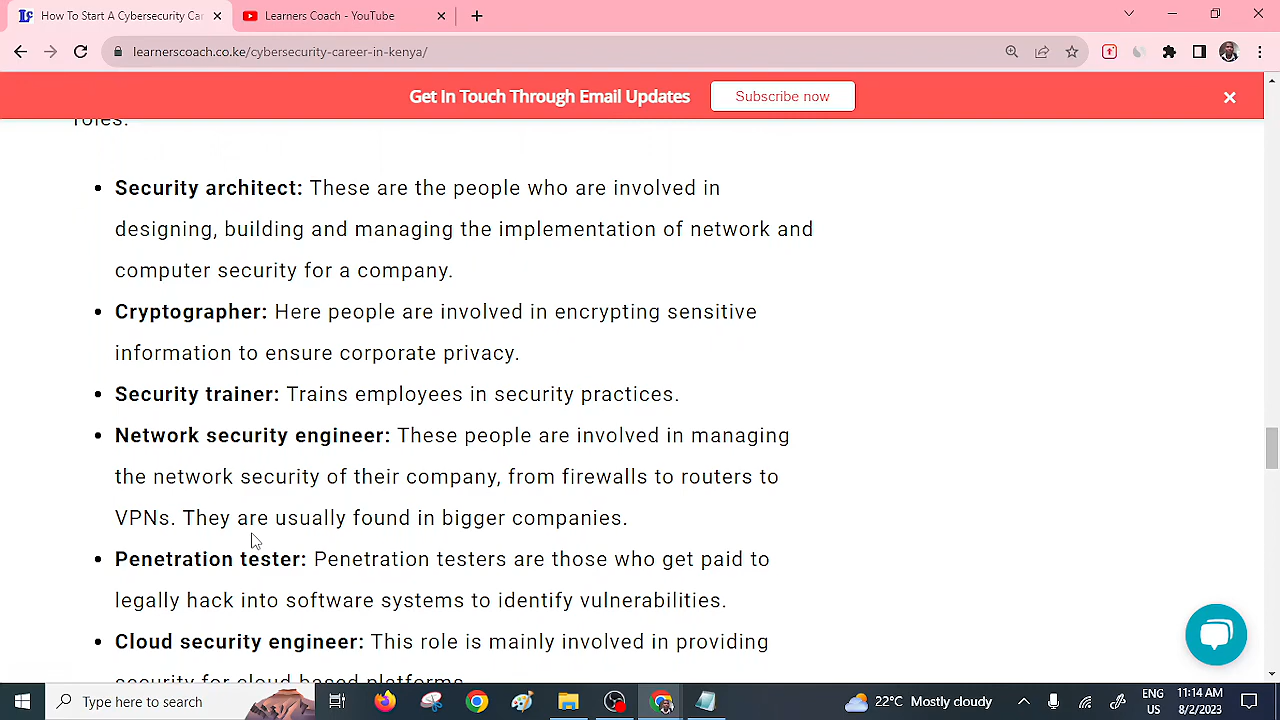 How To Start A Cybersecurity Ca
Learners Coach - YouTube
learnerscoach.co.ke/cybersecurity-career-in-kenya/
Get In Touch Through Email Updates
Subscribe now
roles:
• Security architect: These are the people who are involved in
designing, building and managing the implementation of network and
computer security for a company.
• Cryptographer: Here people are involved in encrypting sensitive
information to ensure corporate privacy.
• Security trainer: Trains employees in security practices.
• Network security engineer: These people are involved in managing
the network security of their company, from firewalls to routers to
VPNs. They are usually found in bigger companies.
• Penetration tester: Penetration testers are those who get paid to
legally hack into software systems to identify vulnerabilities.
• Cloud security engineer: This role is mainly involved in providing
security for cloud based platforms.
Type here to search
22°C Mostly cloudy
ENG
US
11:14 AM
8/2/2023